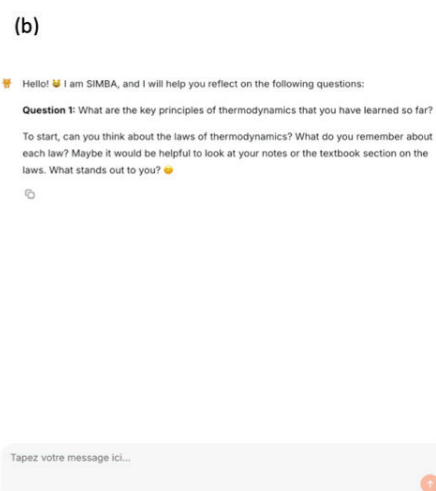 (b)
Hello! 😺 I am SIMBA, and I will help you reflect on the following questions:
Question 1: What are the key principles of thermodynamics that you have learned so far?
To start, can you think about the laws of thermodynamics? What do you remember about
each law? Maybe it would be helpful to look at your notes or the textbook section on the
laws. What stands out to you? 😊
Tapez votre message ici...